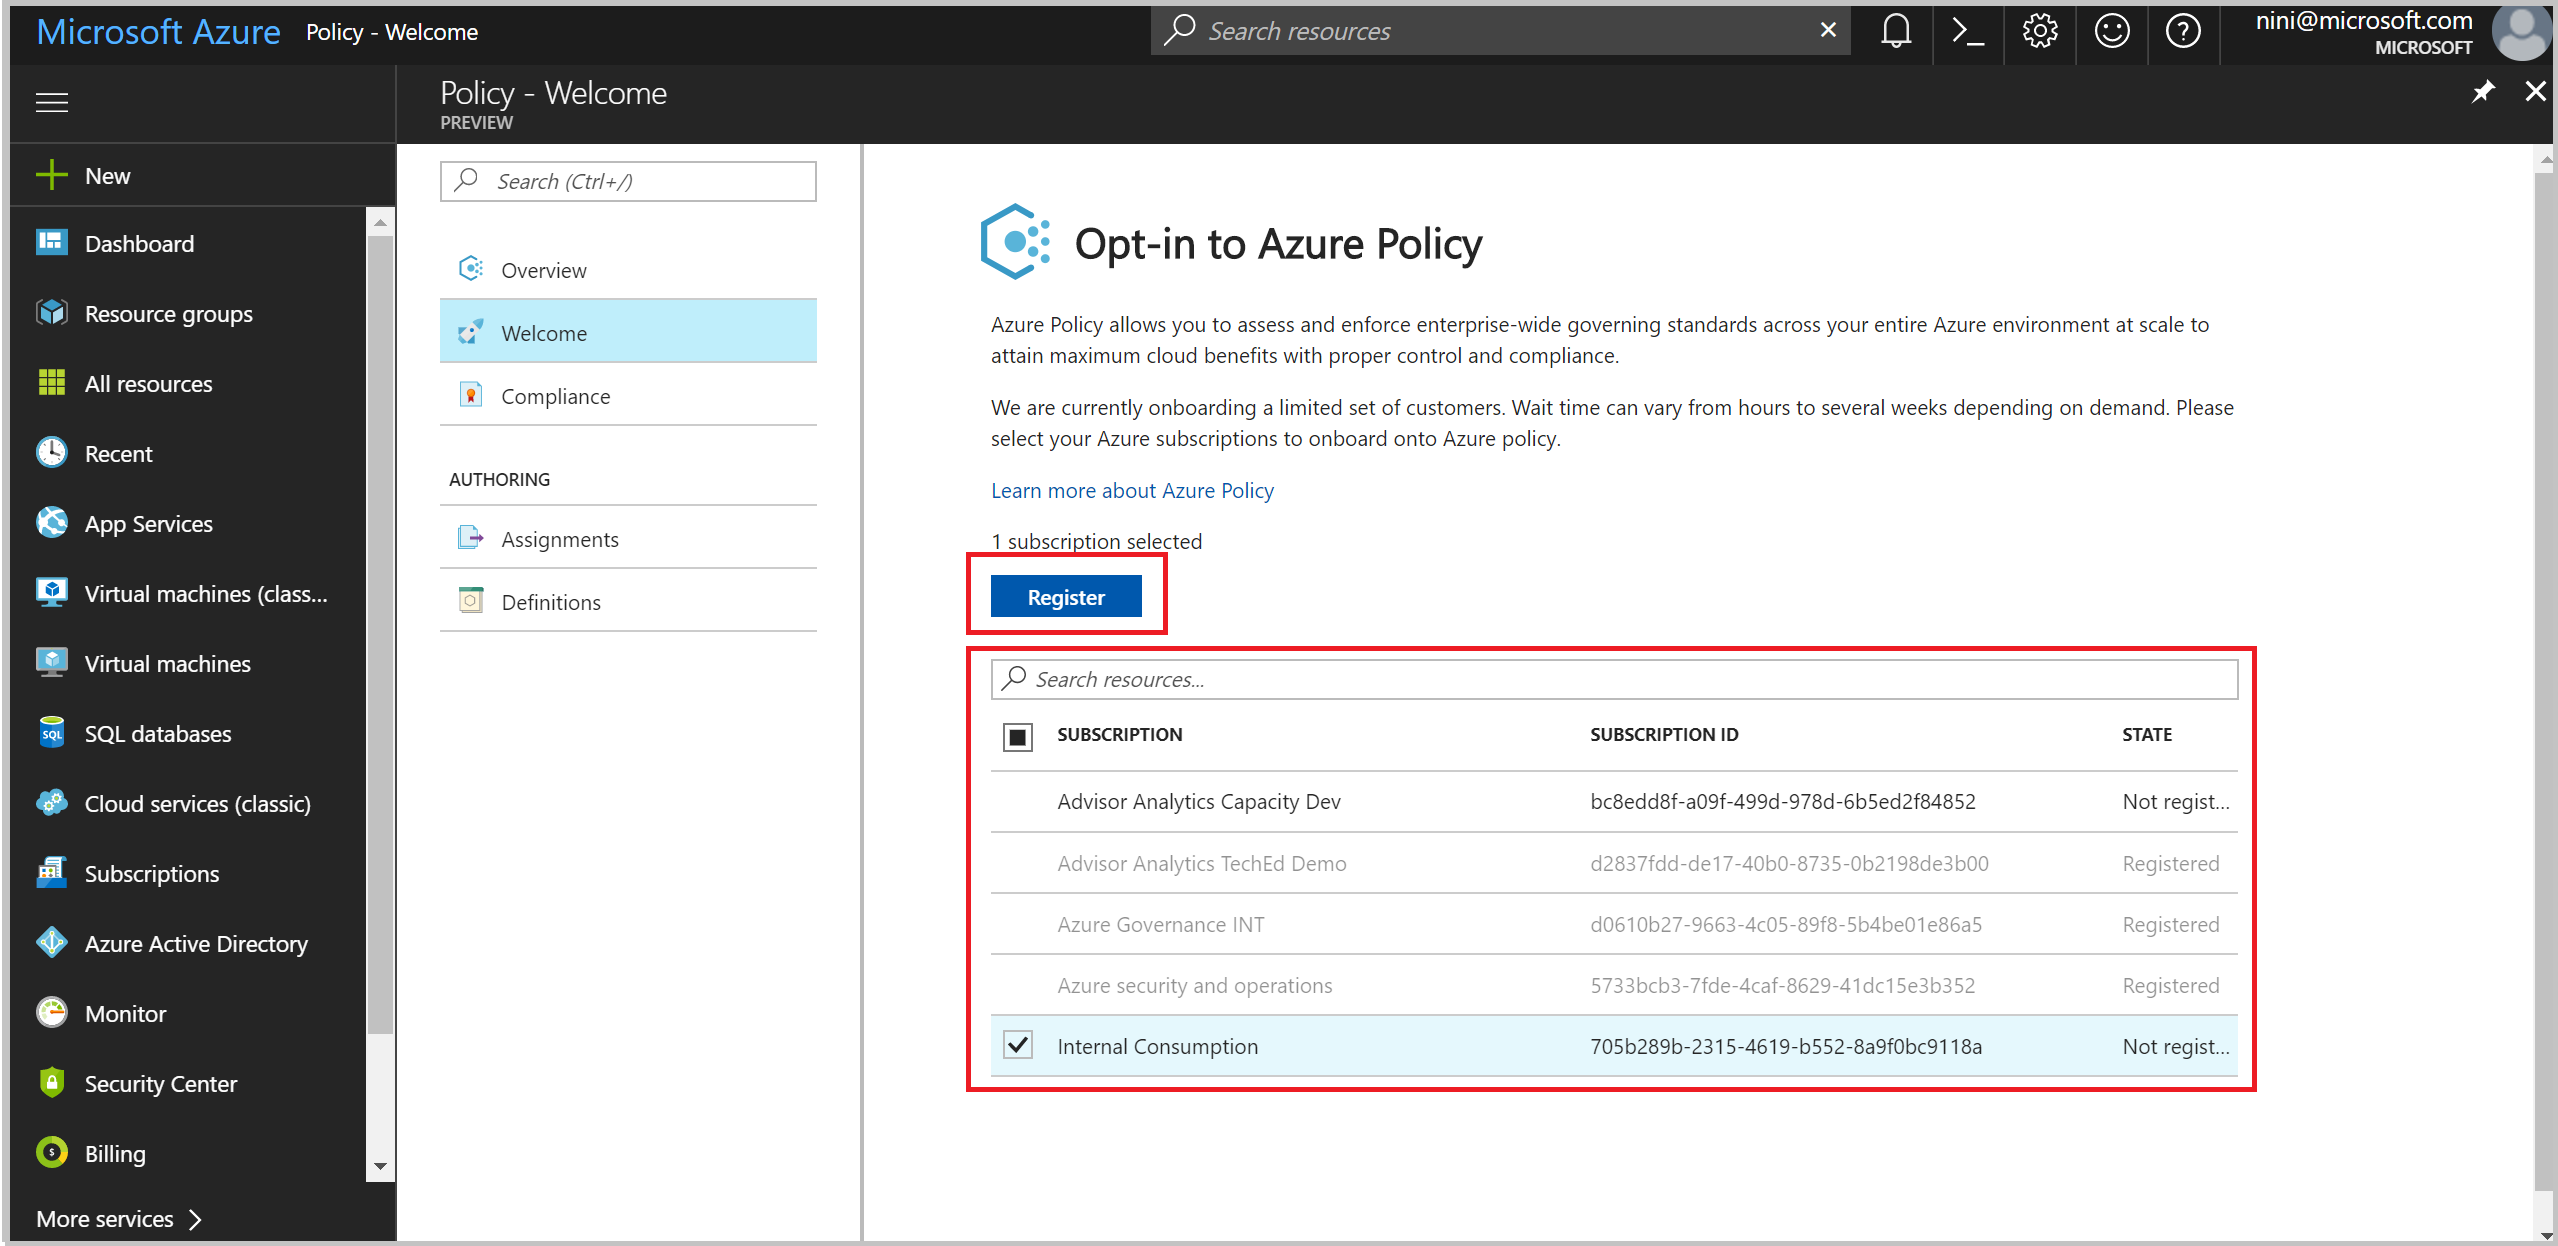 Microsoft Azure Policy - Welcome
Search resources
nini@microsoft.com
MICROSOFT
Policy - Welcome
PREVIEW
New
Dashboard
Resource groups
All resources
Recent
App Services
Virtual machines (class...
Virtual machines
SQL databases
Cloud services (classic)
Subscriptions
Azure Active Directory
Monitor
Security Center
Billing
More services
Search (Ctrl+/)
Overview
Welcome
Compliance
AUTHORING
Assignments
Definitions
Opt-in to Azure Policy
Azure Policy allows you to assess and enforce enterprise-wide governing standards across your entire Azure environment at scale to
attain maximum cloud benefits with proper control and compliance.
We are currently onboarding a limited set of customers. Wait time can vary from hours to several weeks depending on demand. Please
select your Azure subscriptions to onboard onto Azure policy.
Learn more about Azure Policy
1 subscription selected
Register
Search resources...
SUBSCRIPTION SUBSCRIPTION ID STATE
Advisor Analytics Capacity Dev bc8edd8f-a09f-499d-978d-6b5ed2f84852 Not regist...
Advisor Analytics TechEd Demo d2837fdd-de17-40b0-8735-0b2198de3b00 Registered
Azure Governance INT d0610b27-9663-4c05-89f8-5b4be01e86a5 Registered
Azure security and operations 5733bcb3-7fde-4caf-8629-41dc15e3b352 Registered
Internal Consumption 705b289b-2315-4619-b552-8a9f0bc9118a Not regist...